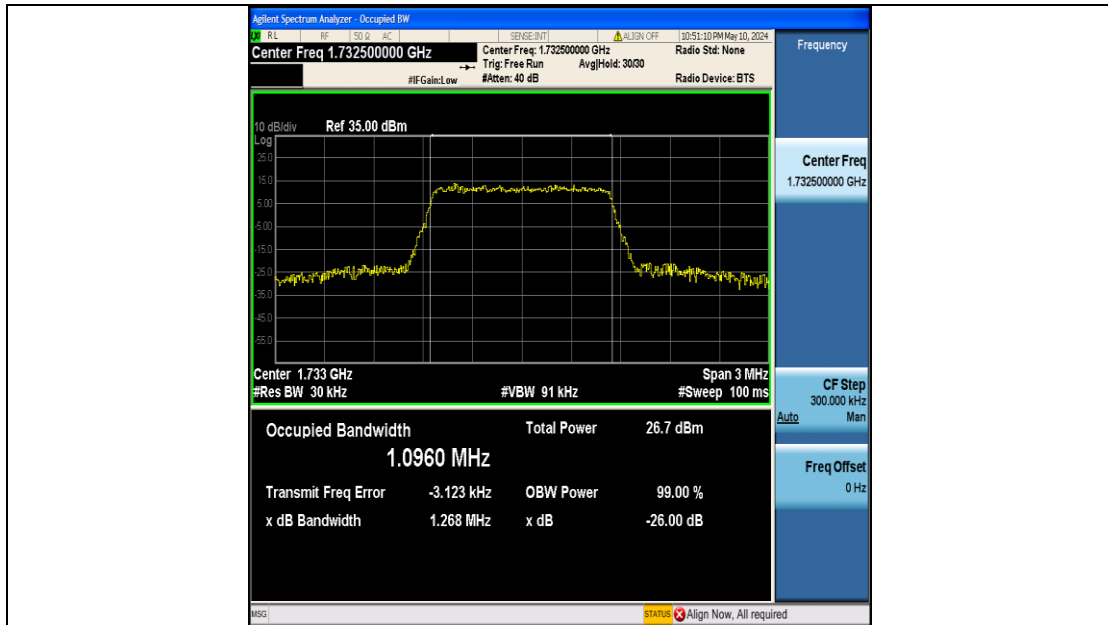 Agilent Spectrum Analyzer - Occupied BW
RL RF 50 Ω AC SENSE:INT ALIGN OFF 10:51:10 PM May 10, 2024
Center Freq 1.732500000 GHz
Center Freq: 1.732500000 GHz Radio Std: None
Trig: Free Run Avg|Hold: 30/30
#IFGain:Low #Atten: 40 dB Radio Device: BTS
Frequency
10 dB/div Ref 35.00 dBm
Log
25.0
15.0
5.00
-5.00
-15.0
-25.0
-35.0
-45.0
-55.0
Center 1.733 GHz Span 3 MHz
#Res BW 30 kHz #VBW 91 kHz #Sweep 100 ms
Center Freq
1.732500000 GHz
CF Step
300.000 kHz
Auto Man
Freq Offset
0 Hz
Occupied Bandwidth Total Power 26.7 dBm
1.0960 MHz
Transmit Freq Error -3.123 kHz OBW Power 99.00 %
x dB Bandwidth 1.268 MHz x dB -26.00 dB
MSG STATUS Align Now, All required